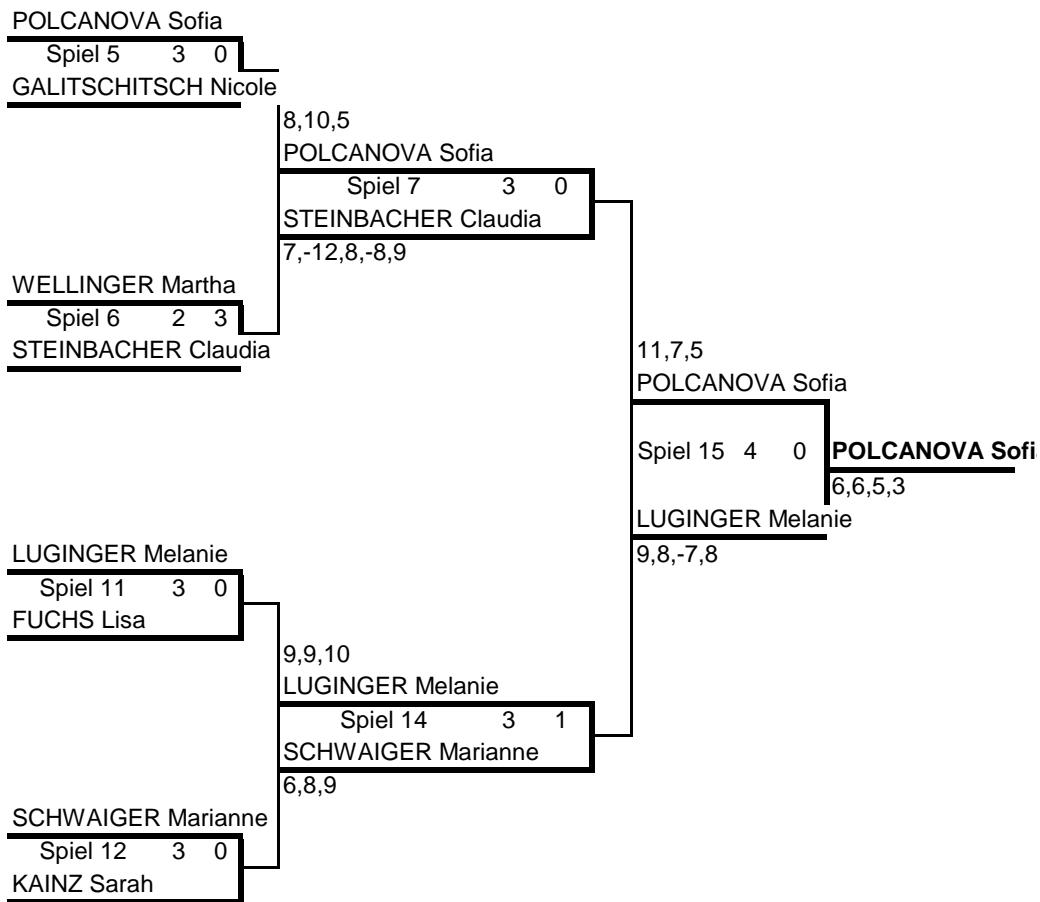 POLCANOVA Sofia
Spiel 5 3 0
GALITSCHITSCH Nicole
8,10,5
POLCANOVA Sofia
Spiel 7 3 0
STEINBACHER Claudia
7,-12,8,-8,9
WELLINGER Martha
Spiel 6 2 3
STEINBACHER Claudia
11,7,5
POLCANOVA Sofia
Spiel 15 4 0
POLCANOVA Sofi
6,6,5,3
LUGINGER Melanie
9,8,-7,8
LUGINGER Melanie
Spiel 11 3 0
FUCHS Lisa
9,9,10
LUGINGER Melanie
Spiel 14 3 1
SCHWAIGER Marianne
6,8,9
SCHWAIGER Marianne
Spiel 12 3 0
KAINZ Sarah